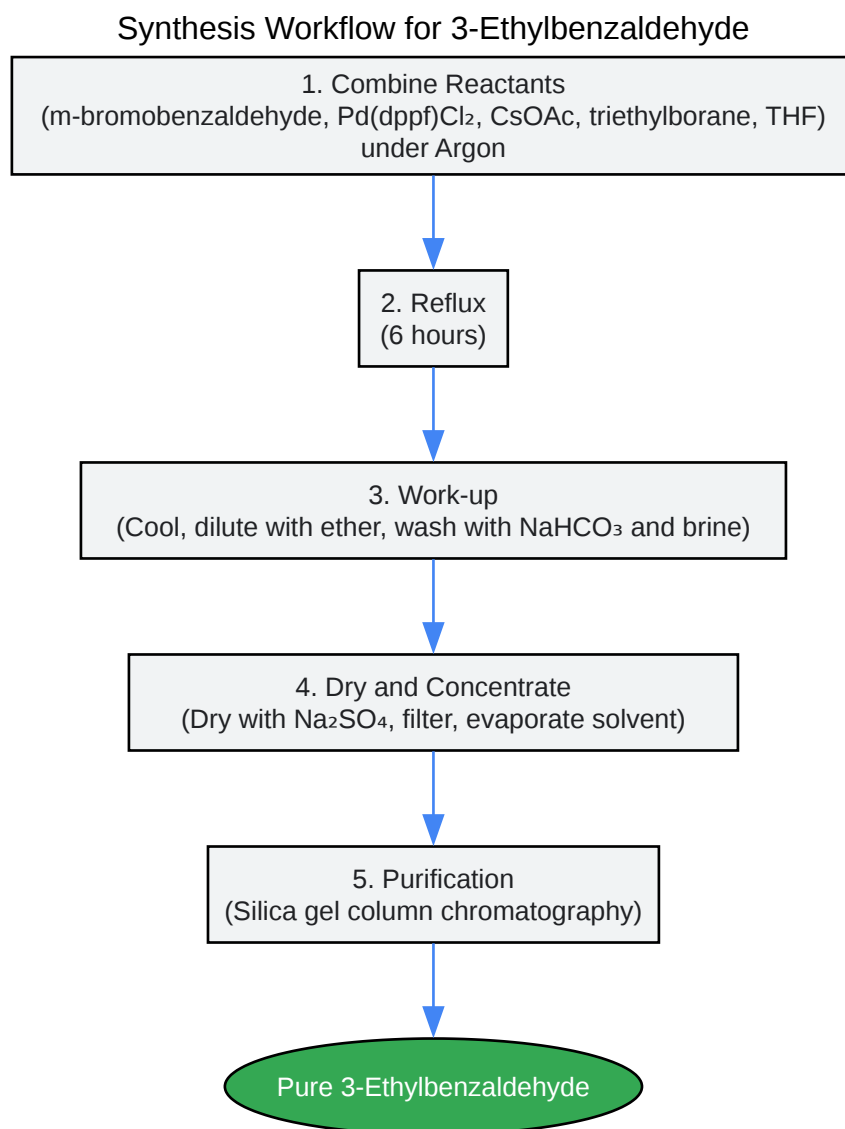 Synthesis Workflow for 3-Ethylbenzaldehyde
1. Combine Reactants
(m-bromobenzaldehyde, Pd(dppf)Cl₂, CsOAc, triethylborane, THF)
under Argon
2. Reflux
(6 hours)
3. Work-up
(Cool, dilute with ether, wash with NaHCO₃ and brine)
4. Dry and Concentrate
(Dry with Na₂SO₄, filter, evaporate solvent)
5. Purification
(Silica gel column chromatography)
Pure 3-Ethylbenzaldehyde